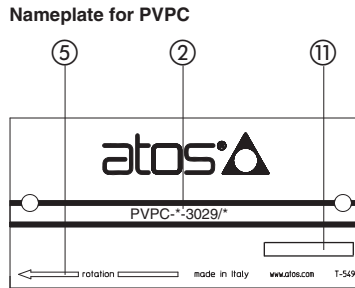 Nameplate for PVPC
⑤ ② ⑪
atos
PVPC-*-3029/*
rotation made in Italy www.atos.com T-549